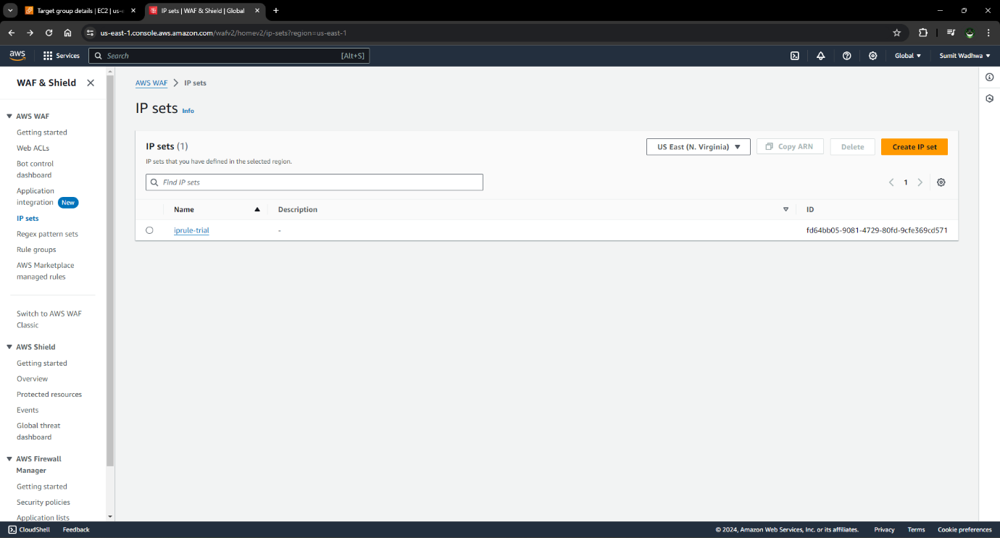 Target group details | EC2 | us-e
IP sets | WAF & Shield | Global
us-east-1.console.aws.amazon.com/wafv2/homev2/ip-sets?region=us-east-1
aws
Services
Search
[Alt+S]
Global
Sumit Wadhwa
WAF & Shield
AWS WAF
Getting started
Web ACLs
Bot control
dashboard
Application
integration New
IP sets
Regex pattern sets
Rule groups
AWS Marketplace
managed rules
Switch to AWS WAF
Classic
AWS Shield
Getting started
Overview
Protected resources
Events
Global threat
dashboard
AWS Firewall
Manager
Getting started
Security policies
Application lists
AWS WAF > IP sets
IP sets Info
IP sets (1)
IP sets that you have defined in the selected region.
US East (N. Virginia)
Copy ARN
Delete
Create IP set
Find IP sets
1
Name Description ID
iprule-trial - fd64bb05-9081-4729-80fd-9cfe369cd571
CloudShell Feedback
© 2024, Amazon Web Services, Inc. or its affiliates. Privacy Terms Cookie preferences